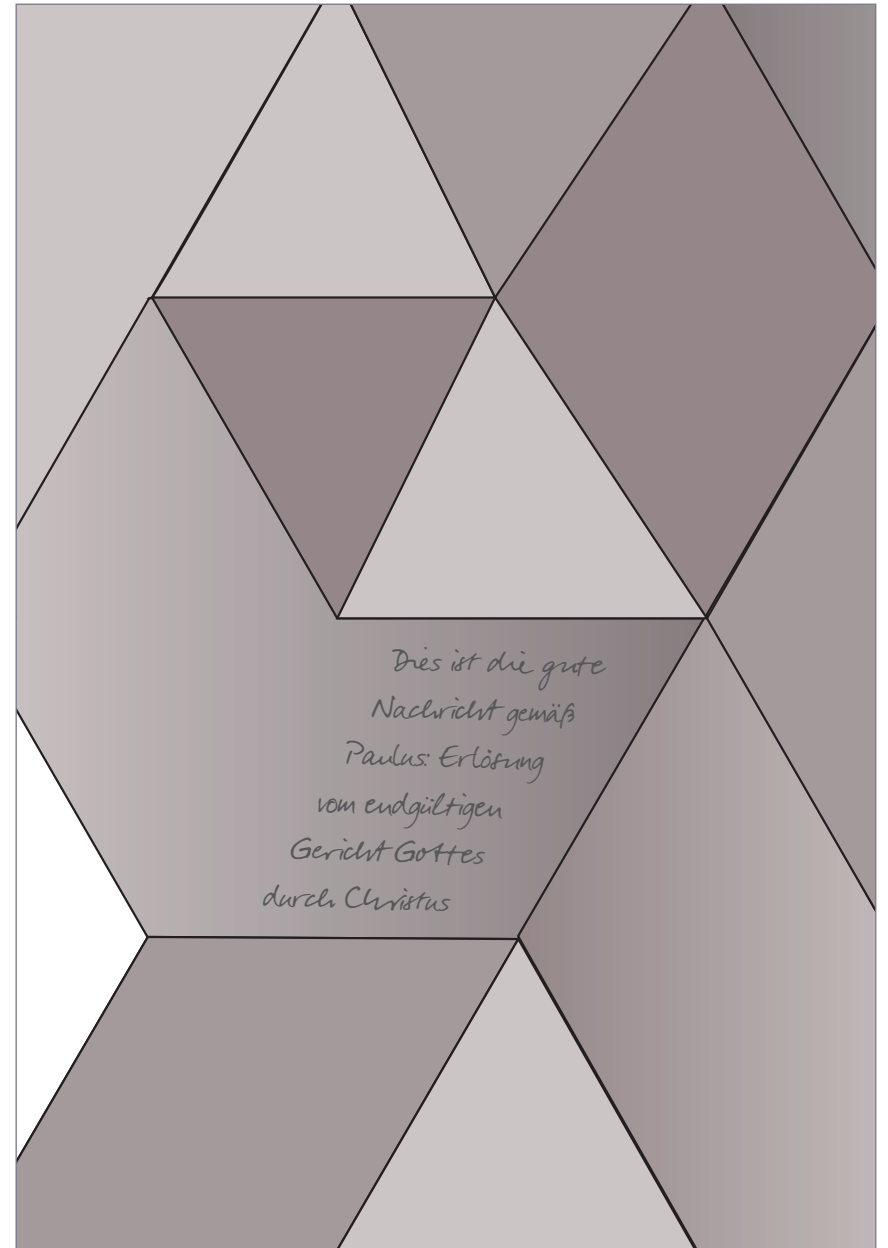 Dies ist die gute
Nachricht gemäß
Paulus: Erlösung
vom endgültigen
Gericht Gottes
durch Christus